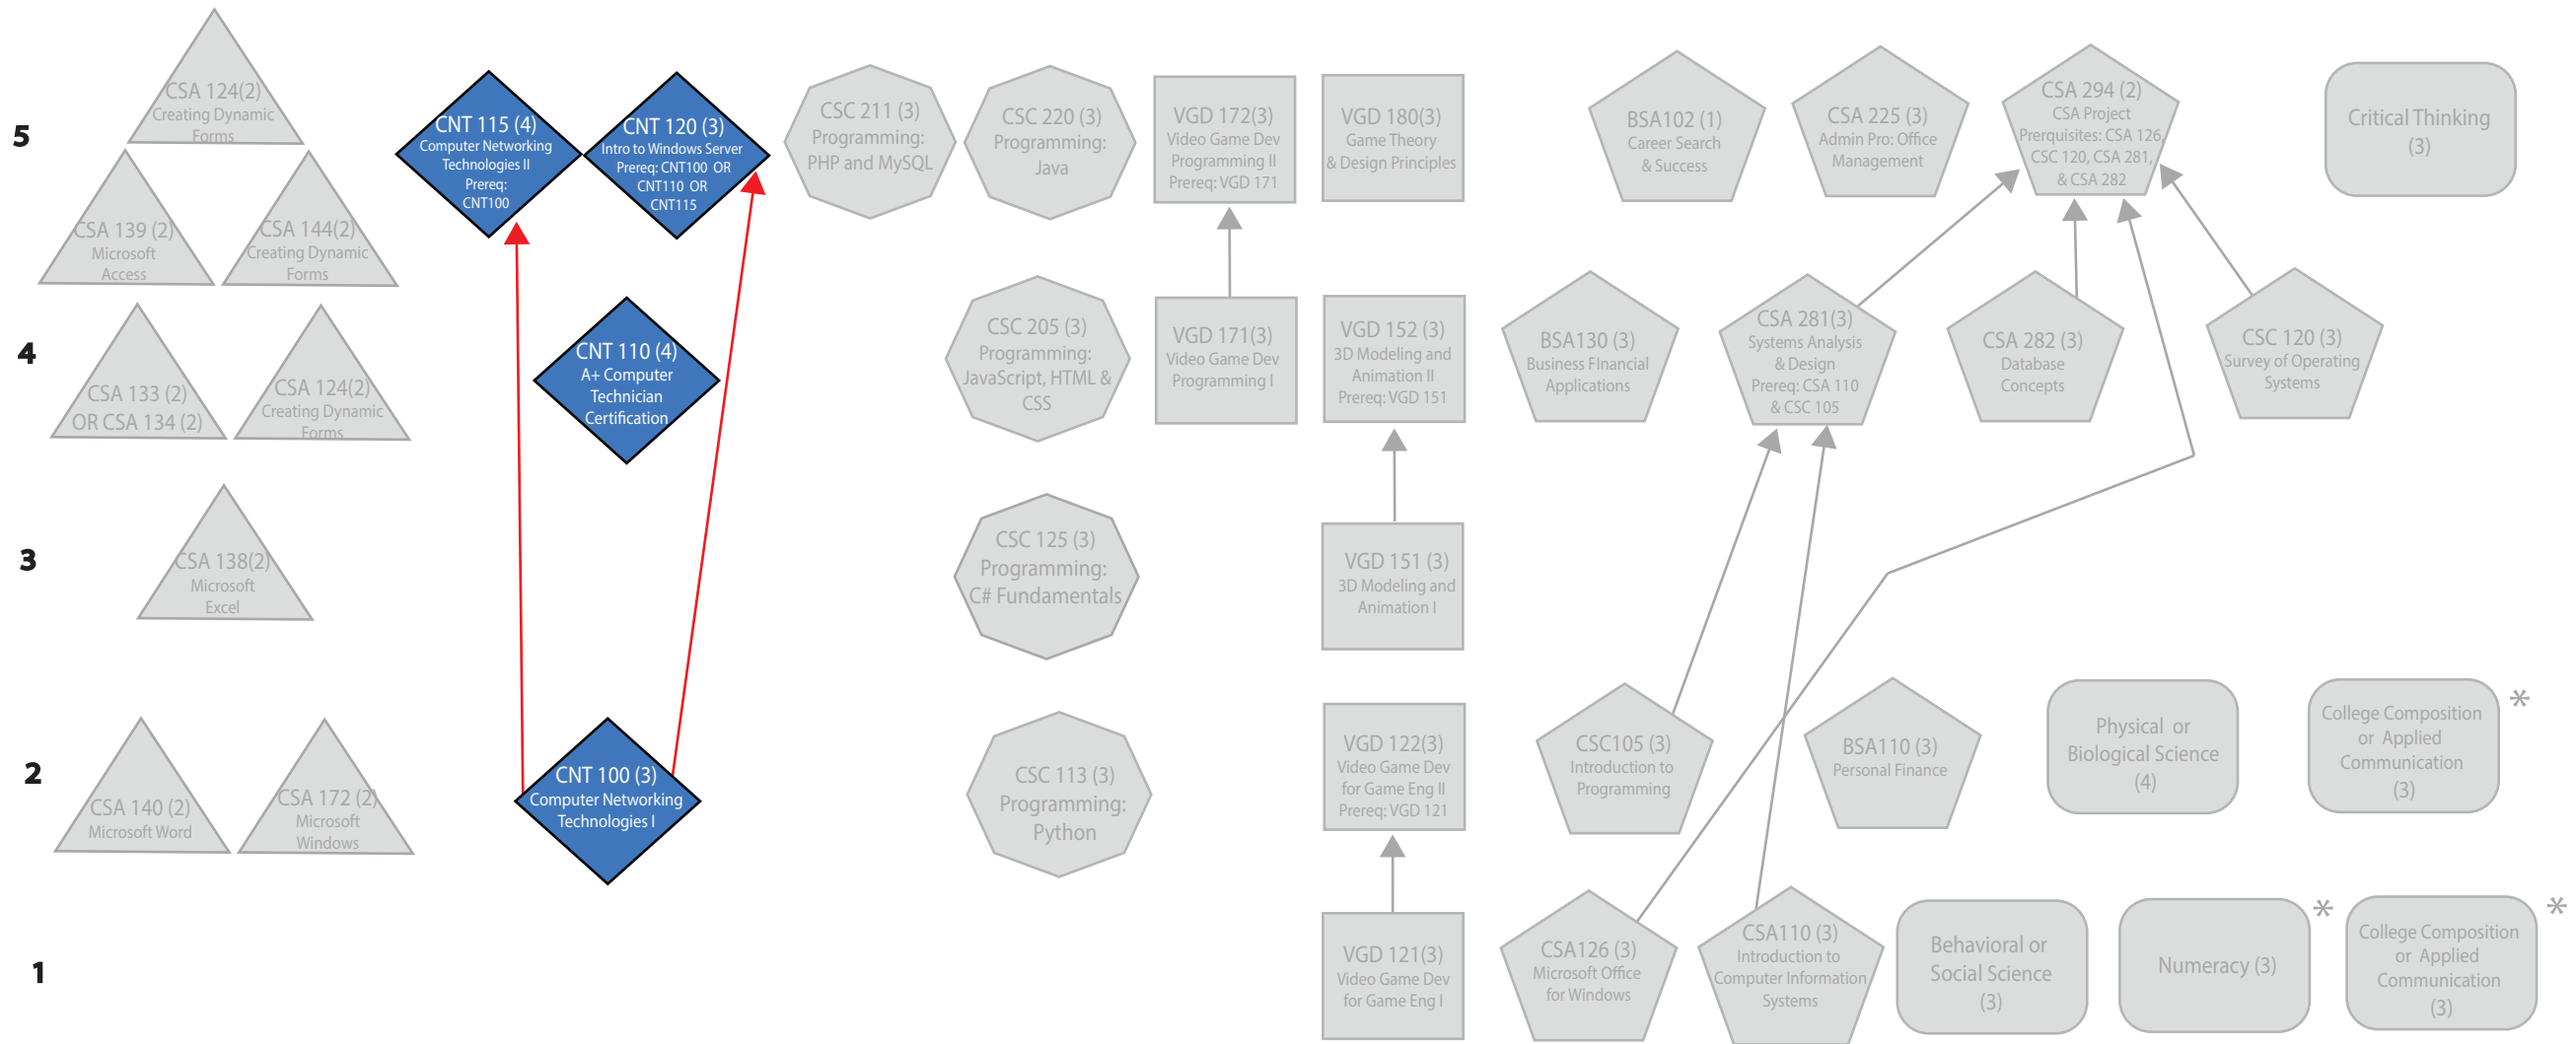 5
CSA 124(2)
Creating Dynamic
Forms
CSA 139 (2)
Microsoft
Access
CSA 144(2)
Creating Dynamic
Forms
CNT 115 (4)
Computer Networking
Technologies II
Prereq:
CNT100
CNT 120 (3)
Intro to Windows Server
Prereq: CNT100 OR
CNT110 OR
CNT115
CSC 211 (3)
Programming:
PHP and MySQL
CSC 220 (3)
Programming:
Java
VGD 172(3)
Video Game Dev
Programming II
Prereq: VGD 171
VGD 180(3)
Game Theory
& Design Principles
BSA102 (1)
Career Search
& Success
CSA 225 (3)
Admin Pro: Office
Management
CSA 294 (2)
CSA Project
Prerquisites: CSA 126,
CSC 120, CSA 281,
& CSA 282
Critical Thinking
(3)
4
CSA 133 (2)
OR CSA 134 (2)
CSA 124(2)
Creating Dynamic
Forms
CNT 110 (4)
A+ Computer
Technician
Certification
CSC 205 (3)
Programming:
JavaScript, HTML &
CSS
VGD 171(3)
Video Game Dev
Programming I
VGD 152 (3)
3D Modeling and
Animation II
Prereq: VGD 151
BSA130 (3)
Business FInancial
Applications
CSA 281(3)
Systems Analysis
& Design
Prereq: CSA 110
& CSC 105
CSA 282 (3)
Database
Concepts
CSC 120 (3)
Survey of Operating
Systems
3
CSA 138(2)
Microsoft
Excel
CSC 125 (3)
Programming:
C# Fundamentals
VGD 151 (3)
3D Modeling and
Animation I
2
CSA 140 (2)
Microsoft Word
CSA 172 (2)
Microsoft
Windows
CNT 100 (3)
Computer Networking
Technologies I
CSC 113 (3)
Programming:
Python
VGD 122(3)
Video Game Dev
for Game Eng II
Prereq: VGD 121
CSC105 (3)
Introduction to
Programming
BSA110 (3)
Personal Finance
Physical or
Biological Science
(4)
College Composition
or Applied
Communication
(3)
*
1
VGD 121(3)
Video Game Dev
for Game Eng I
CSA126 (3)
Microsoft Office
for Windows
CSA110 (3)
Introduction to
Computer Information
Systems
Behavioral or
Social Science
(3)
Numeracy (3)
*
College Composition
or Applied
Communication
(3)
*